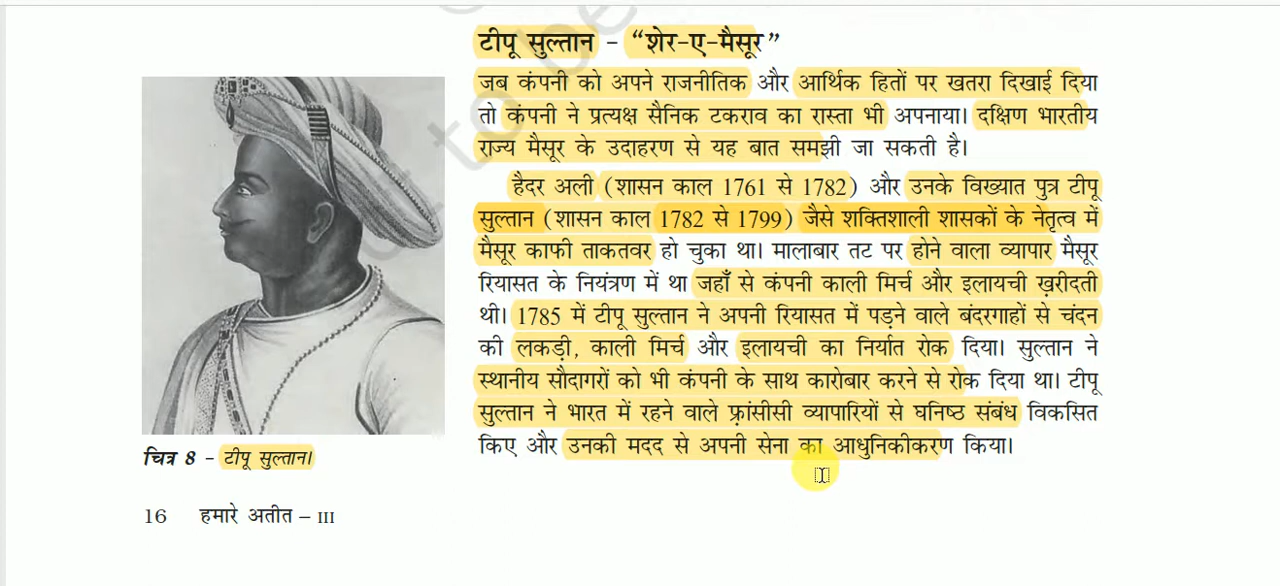 टीपू सुल्तान – “शेर-ए-मैसूर”
जब कंपनी को अपने राजनीतिक और आर्थिक हितों पर खतरा दिखाई दिया
तो कंपनी ने प्रत्यक्ष सैनिक टकराव का रास्ता भी अपनाया। दक्षिण भारतीय
राज्य मैसूर के उदाहरण से यह बात समझी जा सकती है।
हैदर अली (शासन काल 1761 से 1782) और उनके विख्यात पुत्र टीपू
सुल्तान (शासन काल 1782 से 1799) जैसे शक्तिशाली शासकों के नेतृत्व में
मैसूर काफी ताकतवर हो चुका था। मालाबार तट पर होने वाला व्यापार मैसूर
रियासत के नियंत्रण में था जहाँ से कंपनी काली मिर्च और इलायची ख़रीदती
थी। 1785 में टीपू सुल्तान ने अपनी रियासत में पड़ने वाले बंदरगाहों से चंदन
की लकड़ी, काली मिर्च और इलायची का निर्यात रोक दिया। सुल्तान ने
स्थानीय सौदागरों को भी कंपनी के साथ कारोबार करने से रोक दिया था। टीपू
सुल्तान ने भारत में रहने वाले फ़्रांसीसी व्यापारियों से घनिष्ठ संबंध विकसित
किए और उनकी मदद से अपनी सेना का आधुनिकीकरण किया।
चित्र 8 – टीपू सुल्तान।
16 हमारे अतीत – III
to be